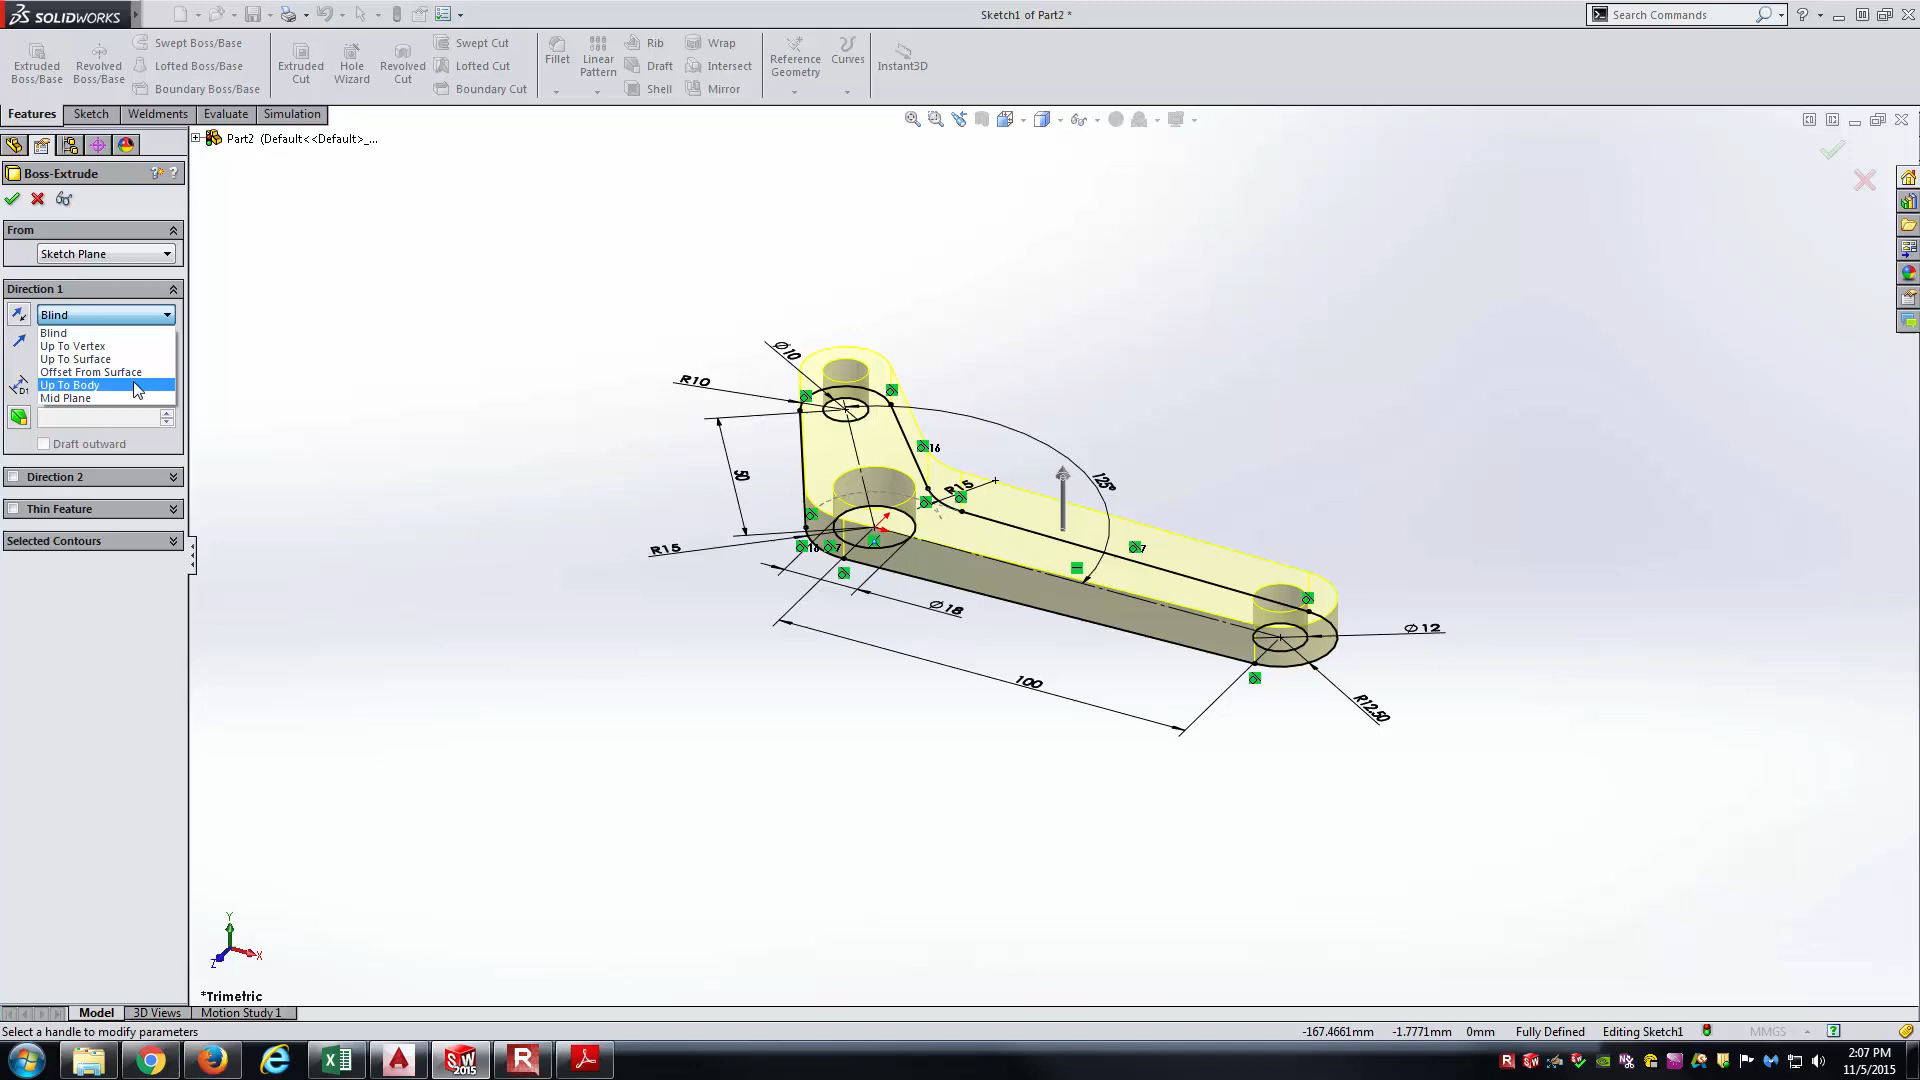 SOLIDWORKS
Sketch1 of Part2 *
Search Commands
Extruded Boss/Base
Revolved Boss/Base
Swept Boss/Base
Lofted Boss/Base
Boundary Boss/Base
Extruded Cut
Hole Wizard
Revolved Cut
Swept Cut
Lofted Cut
Boundary Cut
Fillet
Linear Pattern
Rib
Draft
Shell
Wrap
Intersect
Mirror
Reference Geometry
Curves
Instant3D
Features
Sketch
Weldments
Evaluate
Simulation
Part2 (Default<<Default>_...
Boss-Extrude
From
Sketch Plane
Direction 1
Blind
Blind
Up To Vertex
Up To Surface
Offset From Surface
Up To Body
Mid Plane
D1
Draft outward
Direction 2
Thin Feature
Selected Contours
Ø10
R10
16
50
R15
125°
R15
16
7
7
Ø18
Ø12
100
R12.50
Y
X
Z
*Trimetric
Model
3D Views
Motion Study 1
Select a handle to modify parameters
-167.4661mm
-1.7771mm
0mm
Fully Defined
Editing Sketch1
MMGS
SW
2015
2:07 PM
11/5/2015